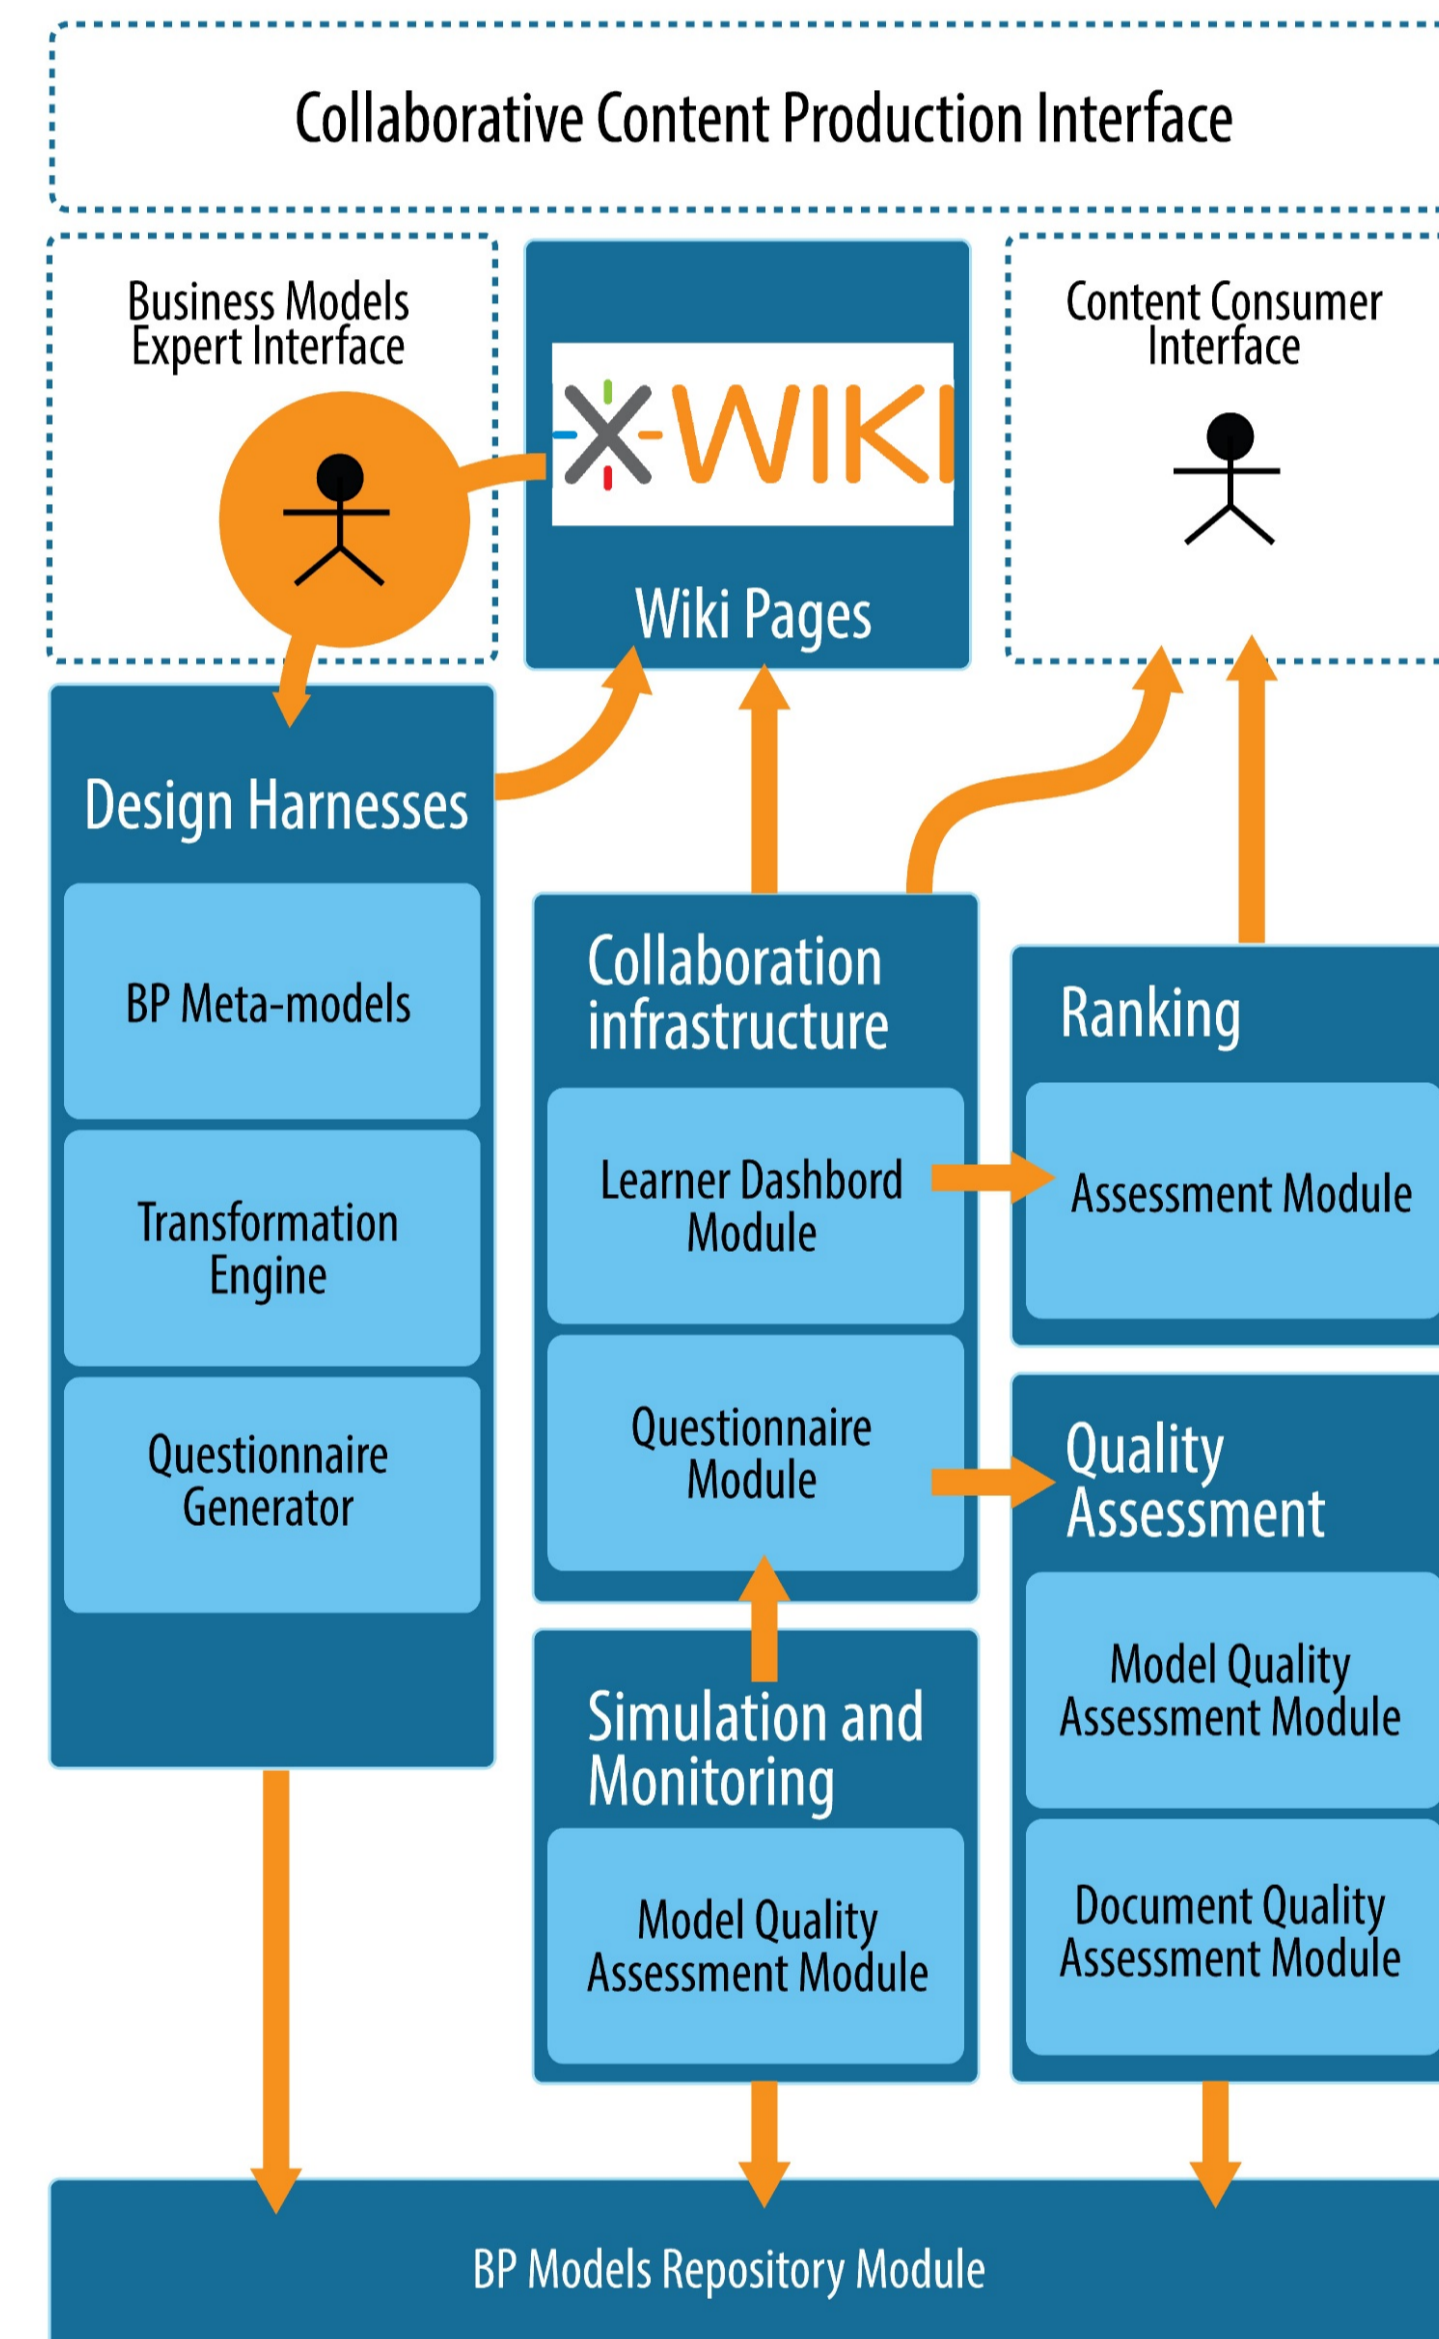 Collaborative Content Production Interface
Business Models
Expert Interface
XWIKI
Wiki Pages
Content Consumer
Interface
Design Harnesses
BP Meta-models
Transformation
Engine
Questionnaire
Generator
Collaboration
infrastructure
Learner Dashbord
Module
Questionnaire
Module
Simulation and
Monitoring
Model Quality
Assessment Module
Ranking
Assessment Module
Quality
Assessment
Model Quality
Assessment Module
Document Quality
Assessment Module
BP Models Repository Module